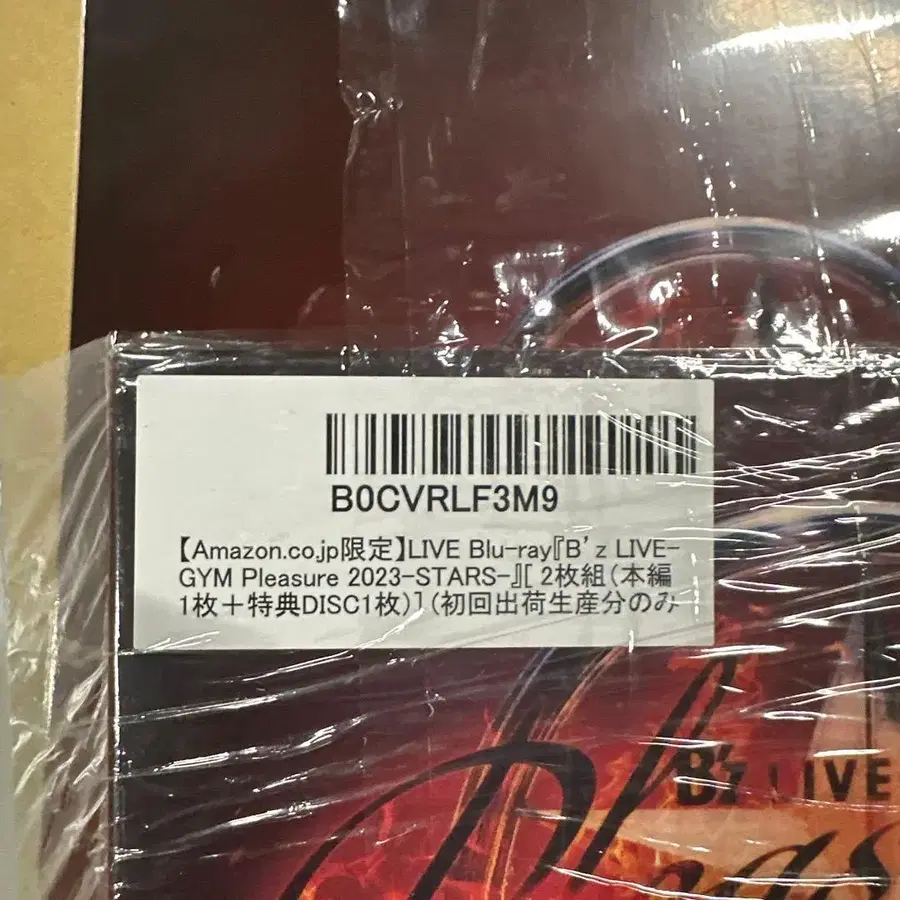 B0CVRLF3M9
【Amazon.co.jp限定】LIVE Blu-ray『B'z LIVE-
GYM Pleasure 2023-STARS-』[ 2枚組(本編
1枚+特典DISC1枚)](初回出荷生産分のみ
B'z LIVE
Pleas